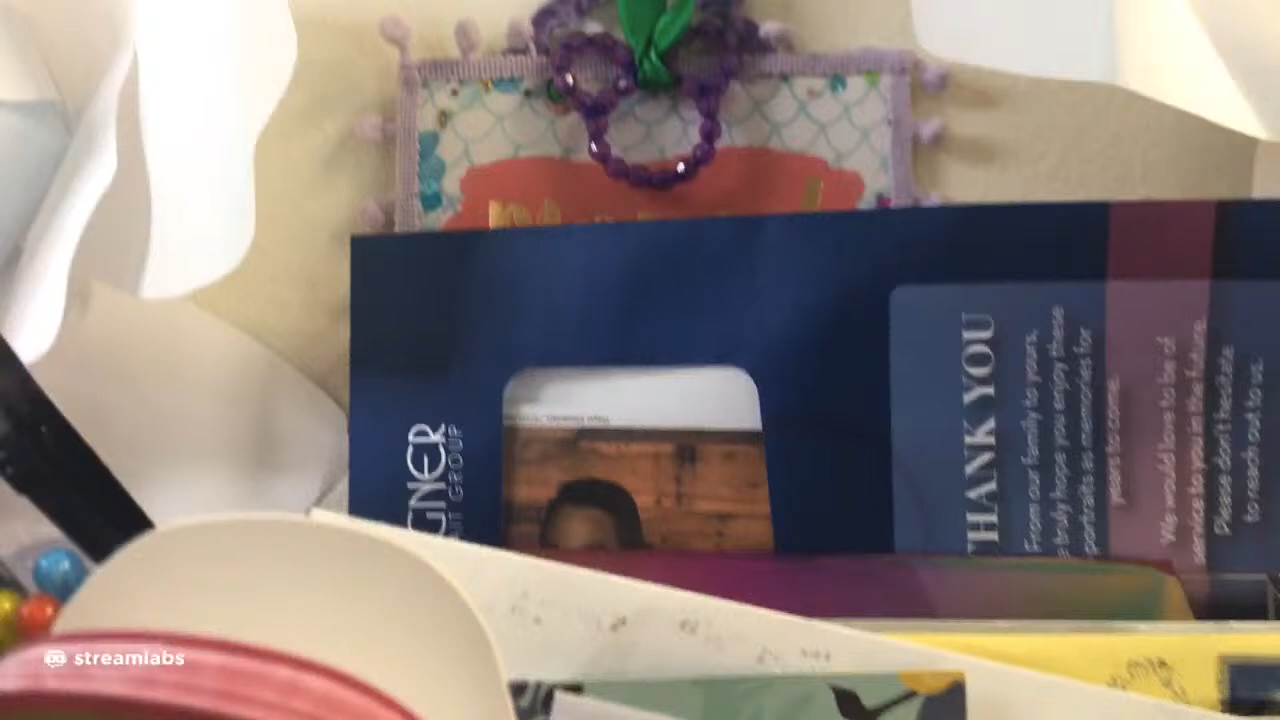 GNER
IT GROUP
THANK YOU
From our family to yours,
truly hope you enjoy these
portraits as memories for
years to come.
We would love to be of
services to you in the future.
Please don't hesitate
to reach out to us.
streamlabs